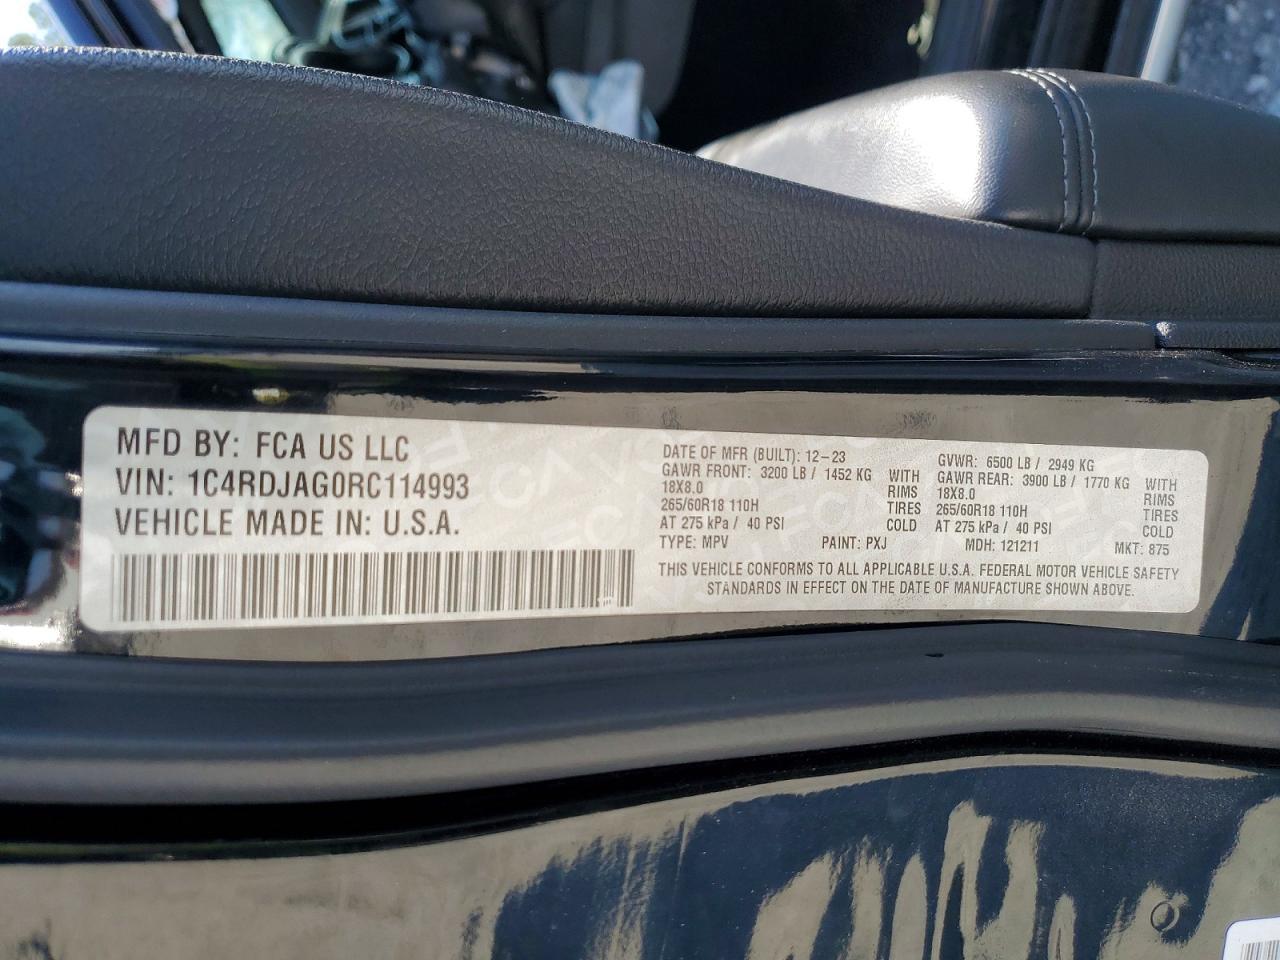 MFD BY: FCA US LLC
VIN: 1C4RDJAG0RC114993
VEHICLE MADE IN: U.S.A.
DATE OF MFR (BUILT): 12-23
GAWR FRONT: 3200 LB / 1452 KG WITH
18X8.0 RIMS
265/60R18 110H TIRES
AT 275 kPa / 40 PSI COLD
GVWR: 6500 LB / 2949 KG
GAWR REAR: 3900 LB / 1770 KG WITH
18X8.0 RIMS
265/60R18 110H TIRES
AT 275 kPa / 40 PSI COLD
TYPE: MPV PAINT: PXJ MDH: 121211 MKT: 875
THIS VEHICLE CONFORMS TO ALL APPLICABLE U.S.A. FEDERAL MOTOR VEHICLE SAFETY
STANDARDS IN EFFECT ON THE DATE OF MANUFACTURE SHOWN ABOVE.